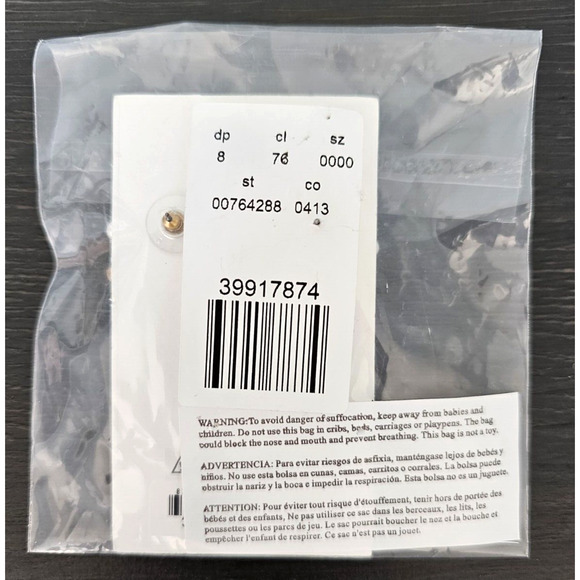 dp cl sz
8 76 0000
st co
00764288 0413
39917874
WARNING:To avoid danger of suffocation, keep away from babies and
children. Do not use this bag in cribs, beds, carriages or playpens. The bag
could block the nose and mouth and prevent breathing. This bag is not a toy.
ADVERTENCIA: Para evitar riesgos de asfixia, manténgase lejos de bebés y
niños. No use esta bolsa en cunas, camas, carritos o corrales. La bolsa puede
obstruir la nariz y la boca e impedir la respiración. Esta bolsa no es un juguete.
ATTENTION: Pour éviter tout risque d'étouffement, tenir hors de portée des
bébés et des enfants, Ne pas utiliser ce sac dans les berceaux, les lits, les
poussettes ou les parcs de jeu. Le sac pourrait boucher le nez et la bouche et
empêcher l'enfant de respirer. Ce sac n'est pas un jouet.